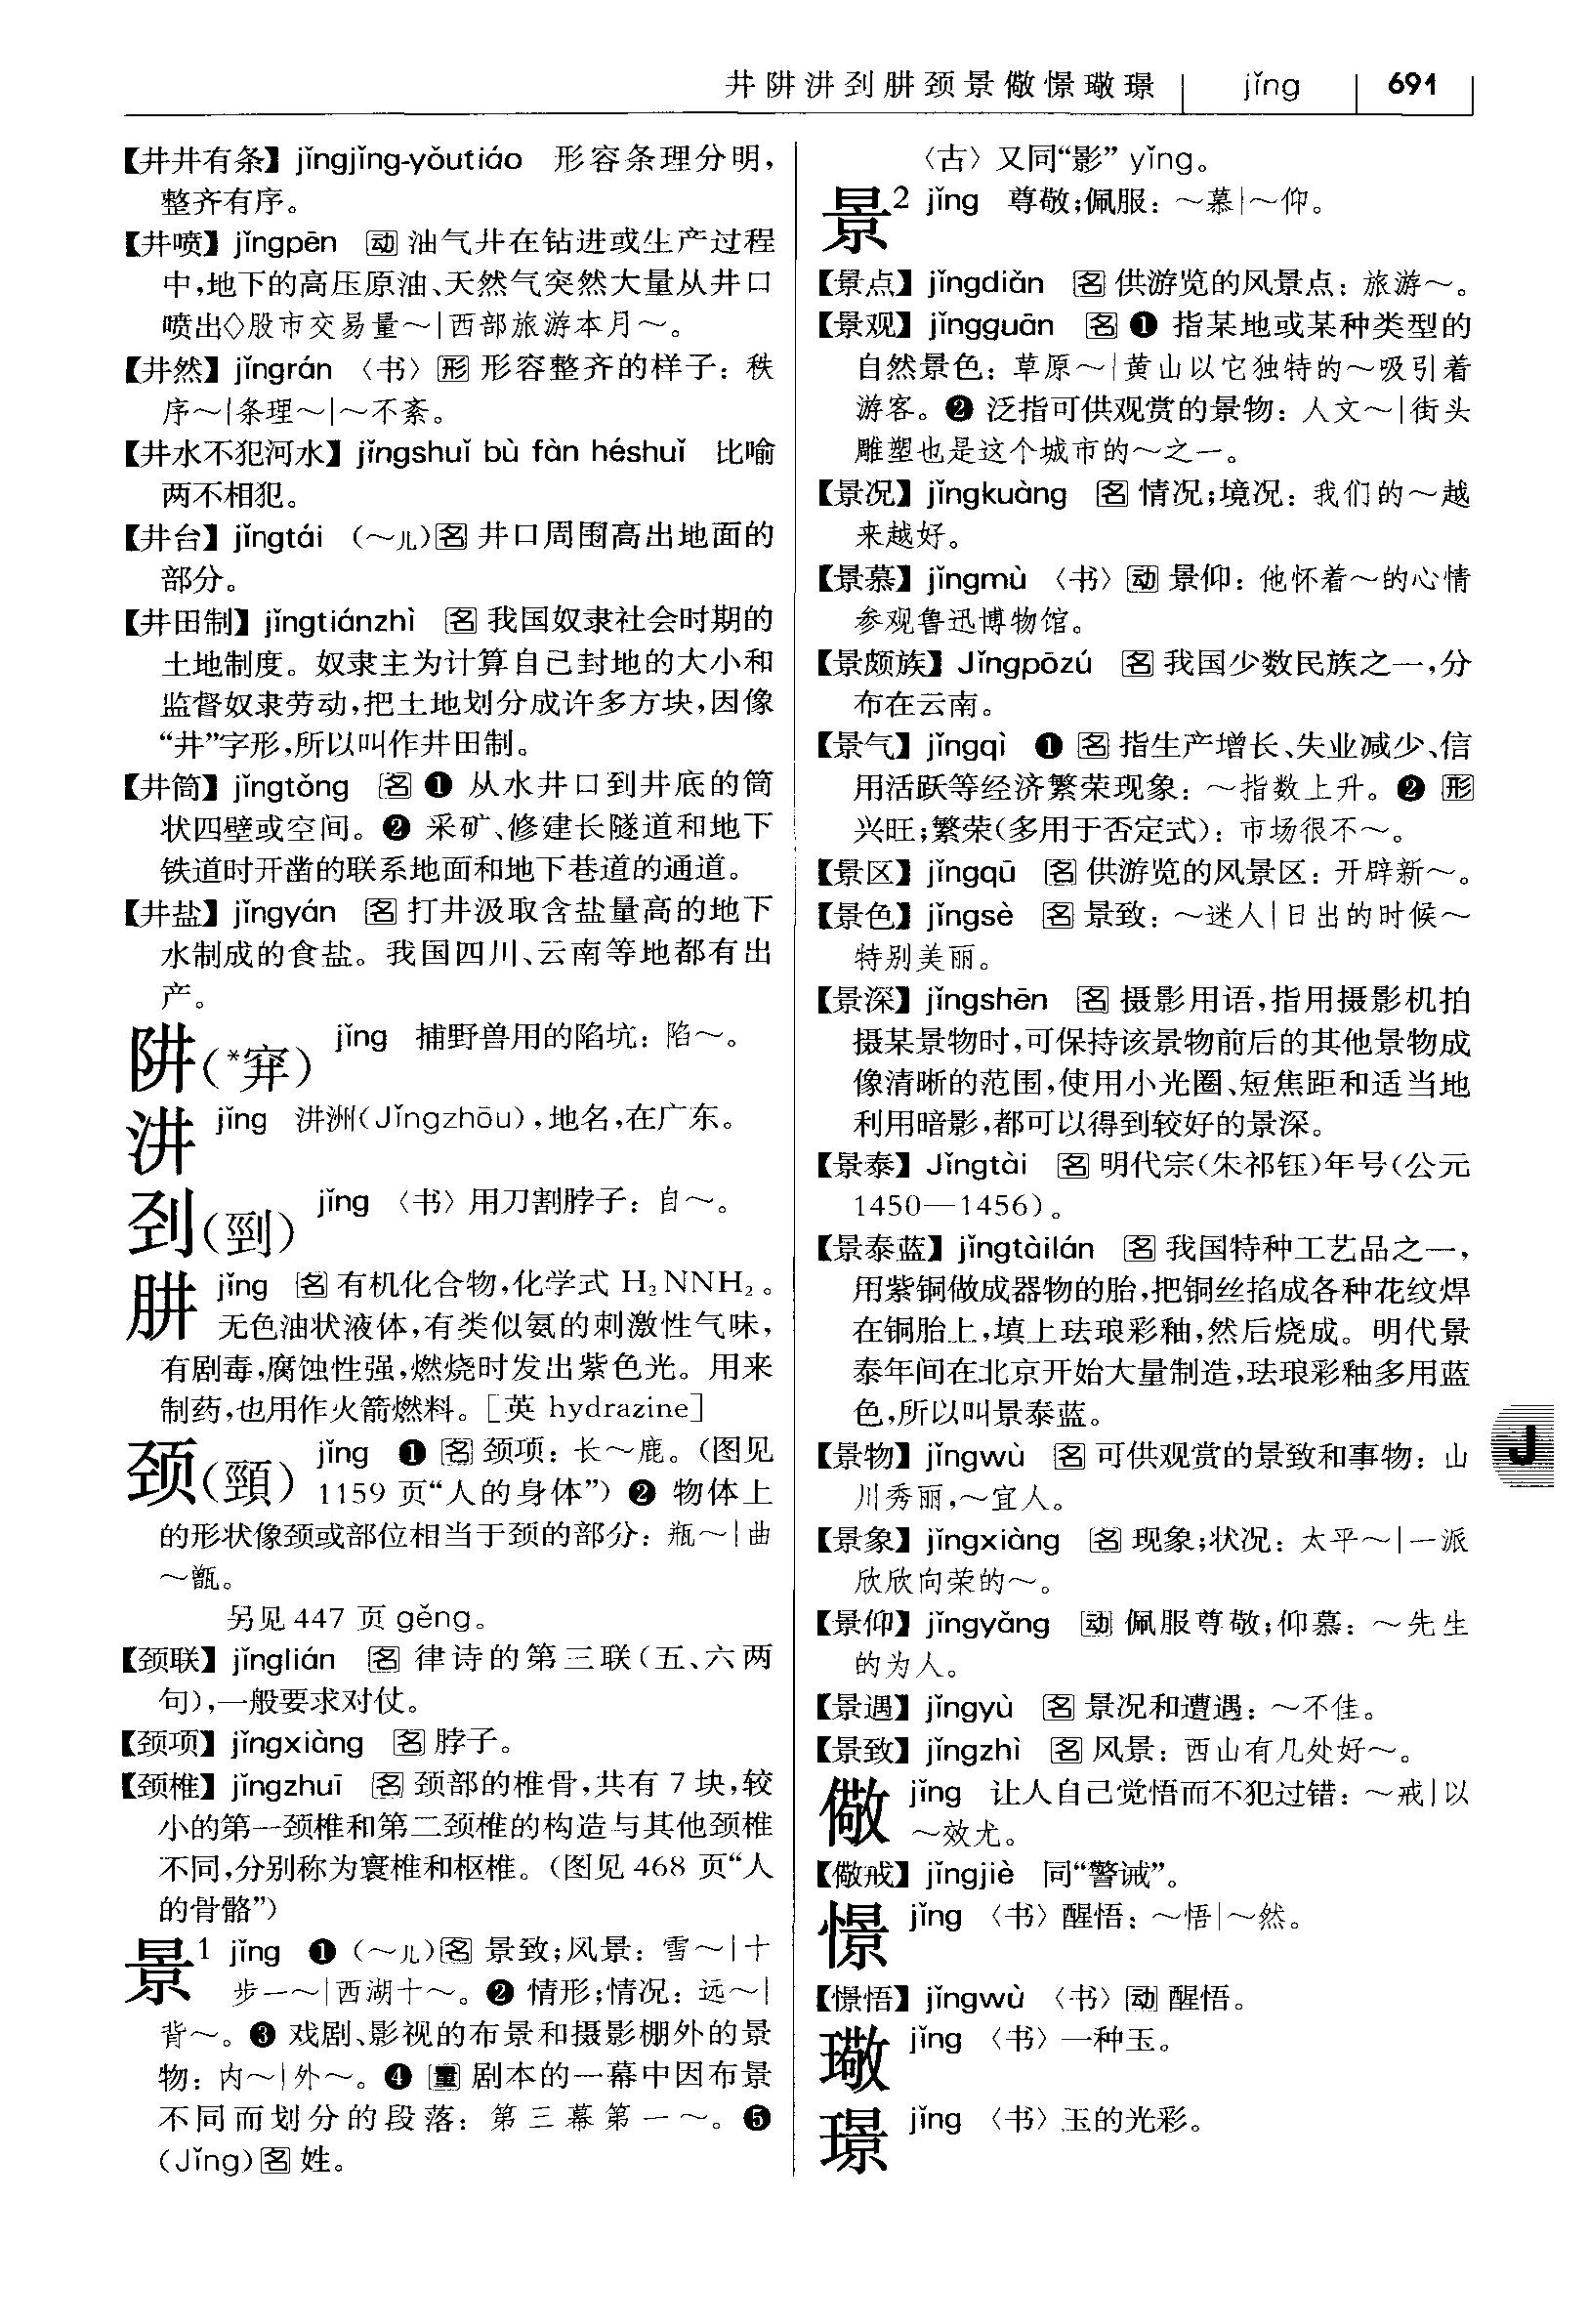 井阱汫刭肼颈景儆憬璥璟 jǐng 691
【井井有条】jǐngjǐng-yǒutiáo 形容条理分明，
整齐有序。
【井喷】jǐngpēn 动 油气井在钻进或生产过程
中，地下的高压原油、天然气突然大量从井口
喷出◇股市交易量～|西部旅游本月～。
【井然】jǐngrán 〈书〉形 形容整齐的样子：秩
序～|条理～|～不紊。
【井水不犯河水】jǐngshuǐ bù fàn héshuǐ 比喻
两不相犯。
【井台】jǐngtái （～儿）名 井口周围高出地面的
部分。
【井田制】jǐngtiánzhì 名 我国奴隶社会时期的
土地制度。奴隶主为计算自己封地的大小和
监督奴隶劳动，把土地划分成许多方块，因像
“井”字形，所以叫作井田制。
【井筒】jǐngtǒng 名 ❶ 从水井口到井底的筒
状四壁或空间。❷ 采矿、修建长隧道和地下
铁道时开凿的联系地面和地下巷道的通道。
【井盐】jǐngyán 名 打井汲取含盐量高的地下
水制成的食盐。我国四川、云南等地都有出
产。
阱（*穽） jǐng 捕野兽用的陷坑：陷～。
汫 jǐng 汫洲（Jǐngzhōu），地名，在广东。
刭（剄） jǐng 〈书〉用刀割脖子：自～。
肼 jǐng 名 有机化合物，化学式 H₂NNH₂。
无色油状液体，有类似氨的刺激性气味，
有剧毒，腐蚀性强，燃烧时发出紫色光。用来
制药，也用作火箭燃料。［英 hydrazine］
颈（頸） jǐng ❶ 名 颈项：长～鹿。（图见
1159 页“人的身体”）❷ 物体上
的形状像颈或部位相当于颈的部分：瓶～|曲
～甑。
另见 447 页 gěng。
【颈联】jǐnglián 名 律诗的第三联（五、六两
句），一般要求对仗。
【颈项】jǐngxiàng 名 脖子。
【颈椎】jǐngzhuī 名 颈部的椎骨，共有 7 块，较
小的第一颈椎和第二颈椎的构造与其他颈椎
不同，分别称为寰椎和枢椎。（图见 468 页“人
的骨骼”）
景¹ jǐng ❶（～儿）名 景致；风景：雪～|十
步一～|西湖十～。❷ 情形；情况：远～|
背～。❸ 戏剧、影视的布景和摄影棚外的景
物：内～|外～。❹ 量 剧本的一幕中因布景
不同而划分的段落：第三幕第一～。❺
（Jǐng）名 姓。
〈古〉又同“影”yǐng。
景² jǐng 尊敬；佩服：～慕|～仰。
【景点】jǐngdiǎn 名 供游览的风景点：旅游～。
【景观】jǐngguān 名 ❶ 指某地或某种类型的
自然景色：草原～|黄山以它独特的～吸引着
游客。❷ 泛指可供观赏的景物：人文～|街头
雕塑也是这个城市的～之一。
【景况】jǐngkuàng 名 情况；境况：我们的～越
来越好。
【景慕】jǐngmù 〈书〉动 景仰：他怀着～的心情
参观鲁迅博物馆。
【景颇族】Jǐngpōzú 名 我国少数民族之一，分
布在云南。
【景气】jǐngqì ❶ 名 指生产增长、失业减少、信
用活跃等经济繁荣现象：～指数上升。❷ 形
兴旺；繁荣（多用于否定式）：市场很不～。
【景区】jǐngqū 名 供游览的风景区：开辟新～。
【景色】jǐngsè 名 景致：～迷人|日出的时候～
特别美丽。
【景深】jǐngshēn 名 摄影用语，指用摄影机拍
摄某景物时，可保持该景物前后的其他景物成
像清晰的范围，使用小光圈、短焦距和适当地
利用暗影，都可以得到较好的景深。
【景泰】Jǐngtài 名 明代宗（朱祁钰）年号（公元
1450—1456）。
【景泰蓝】jǐngtàilán 名 我国特种工艺品之一，
用紫铜做成器物的胎，把铜丝掐成各种花纹焊
在铜胎上，填上珐琅彩釉，然后烧成。明代景
泰年间在北京开始大量制造，珐琅彩釉多用蓝
色，所以叫景泰蓝。
【景物】jǐngwù 名 可供观赏的景致和事物：山
川秀丽，～宜人。
【景象】jǐngxiàng 名 现象；状况：太平～|一派
欣欣向荣的～。
【景仰】jǐngyǎng 动 佩服尊敬；仰慕：～先生
的为人。
【景遇】jǐngyù 名 景况和遭遇：～不佳。
【景致】jǐngzhì 名 风景：西山有几处好～。
儆 jǐng 让人自己觉悟而不犯过错：～戒|以
～效尤。
【儆戒】jǐngjiè 同“警诫”。
憬 jǐng 〈书〉醒悟：～悟|～然。
【憬悟】jǐngwù 〈书〉动 醒悟。
璥 jǐng 〈书〉一种玉。
璟 jǐng 〈书〉玉的光彩。
J